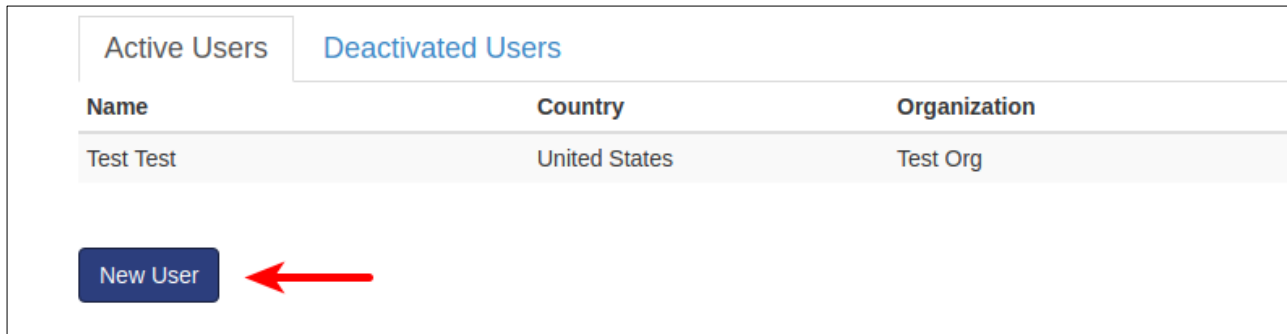 Active Users Deactivated Users
Name Country Organization
Test Test United States Test Org
New User